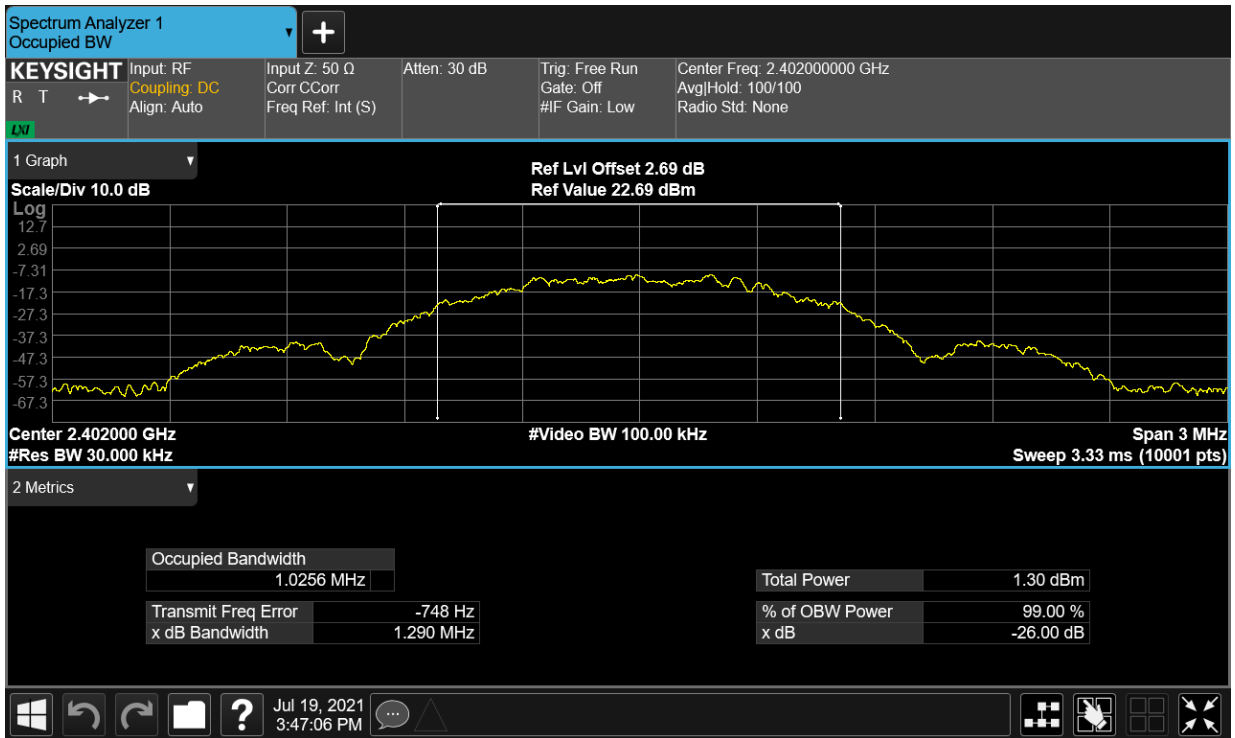 Spectrum Analyzer 1
Occupied BW
KEYSIGHT
R T
LXI
Input: RF
Coupling: DC
Align: Auto
Input Z: 50 Ω
Corr CCorr
Freq Ref: Int (S)
Atten: 30 dB
Trig: Free Run
Gate: Off
#IF Gain: Low
Center Freq: 2.402000000 GHz
Avg|Hold: 100/100
Radio Std: None
1 Graph
Scale/Div 10.0 dB
Ref Lvl Offset 2.69 dB
Ref Value 22.69 dBm
Log
12.7
2.69
-7.31
-17.3
-27.3
-37.3
-47.3
-57.3
-67.3
Center 2.402000 GHz
#Video BW 100.00 kHz
Span 3 MHz
#Res BW 30.000 kHz
Sweep 3.33 ms (10001 pts)
2 Metrics
Occupied Bandwidth
1.0256 MHz
Total Power 1.30 dBm
Transmit Freq Error -748 Hz
% of OBW Power 99.00 %
x dB Bandwidth 1.290 MHz
x dB -26.00 dB
?
Jul 19, 2021
3:47:06 PM